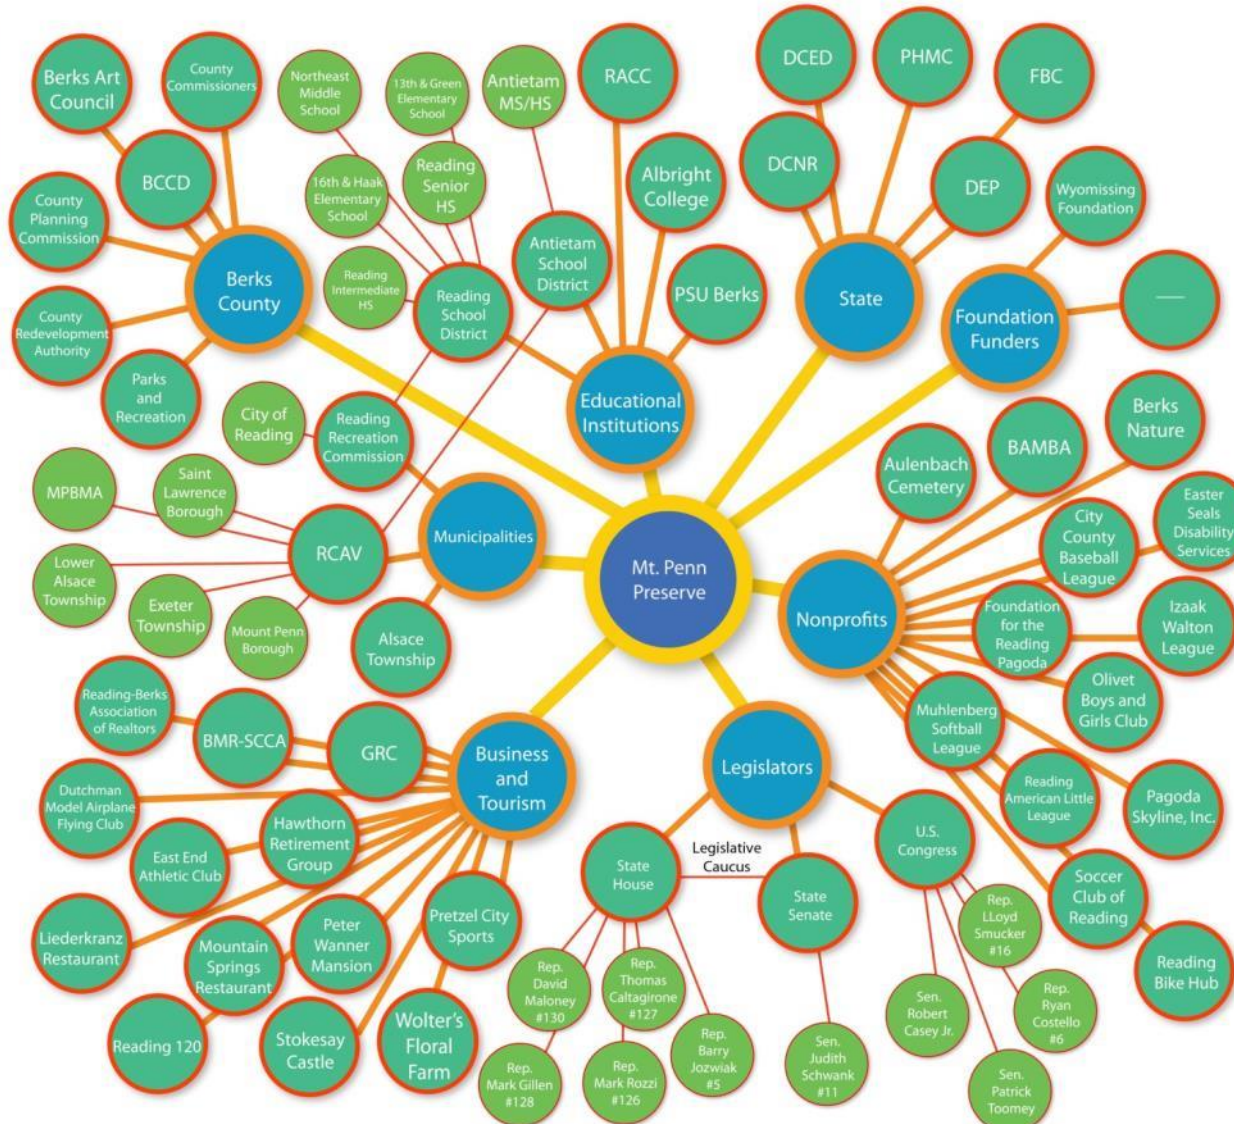 Berks Art
Council
County
Commissioners
BCCD
County
Planning
Commission
County
Redevelopment
Authority
Parks
and
Recreation
Berks
County
Northeast
Middle
School
13th & Green
Elementary
School
Antietam
MS/HS
16th & Haak
Elementary
School
Reading
Senior
HS
Reading
Intermediate
HS
Reading
School
District
Antietam
School
District
RACC
Albright
College
PSU Berks
Educational
Institutions
DCED
PHMC
FBC
DCNR
DEP
State
Wyomissing
Foundation
Foundation
Funders
City of
Reading
Reading
Recreation
Commission
MPBMA
Saint
Lawrence
Borough
Lower
Alsace
Township
Exeter
Township
Mount Penn
Borough
RCAV
Alsace
Township
Municipalities
Mt. Penn
Preserve
Aulenbach
Cemetery
BAMBA
Berks
Nature
City
County
Baseball
League
Easter
Seals
Disability
Services
Foundation
for the
Reading
Pagoda
Izaak
Walton
League
Olivet
Boys and
Girls Club
Nonprofits
Muhlenberg
Softball
League
Reading
American Little
League
Pagoda
Skyline, Inc.
Soccer
Club of
Reading
Reading
Bike Hub
Reading-Berks
Association
of Realtors
BMR-SCCA
GRC
Business
and
Tourism
Dutchman
Model Airplane
Flying Club
Hawthorn
Retirement
Group
East End
Athletic Club
Liederkranz
Restaurant
Mountain
Springs
Restaurant
Peter
Wanner
Mansion
Pretzel City
Sports
Reading 120
Stokesay
Castle
Wolter's
Floral
Farm
Legislators
Legislative
Caucus
State
House
State
Senate
U.S.
Congress
Rep.
David
Maloney
#130
Rep.
Thomas
Caltagirone
#127
Rep.
Mark Gillen
#128
Rep.
Mark Rozzi
#126
Rep.
Barry
Jozwiak
#5
Sen.
Judith
Schwank
#11
Rep.
LLoyd
Smucker
#16
Sen.
Robert
Casey Jr.
Rep.
Ryan
Costello
#6
Sen.
Patrick
Toomey